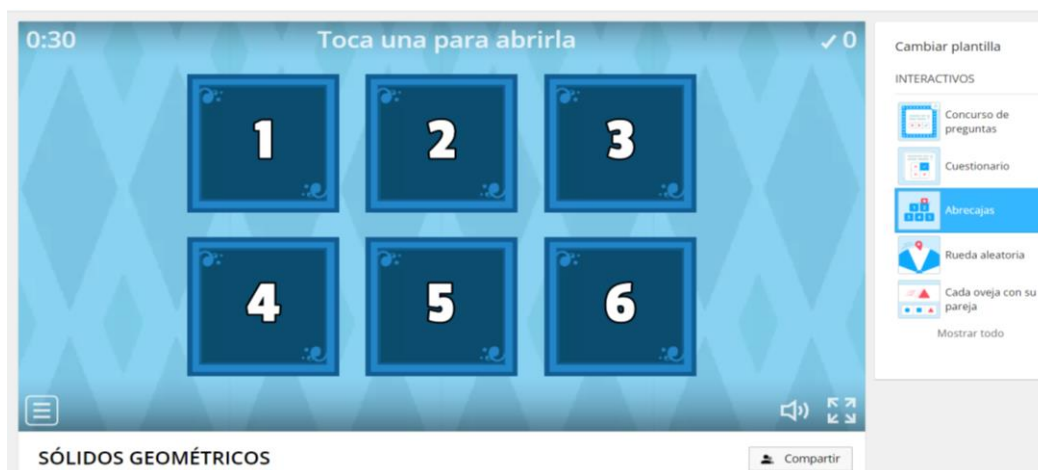 0:30
Toca una para abrirla
✓ 0
1
2
3
4
5
6
SÓLIDOS GEOMÉTRICOS
Compartir
Cambiar plantilla
INTERACTIVOS
Concurso de
preguntas
Cuestionario
Abrecajas
Rueda aleatoria
Cada oveja con su
pareja
Mostrar todo